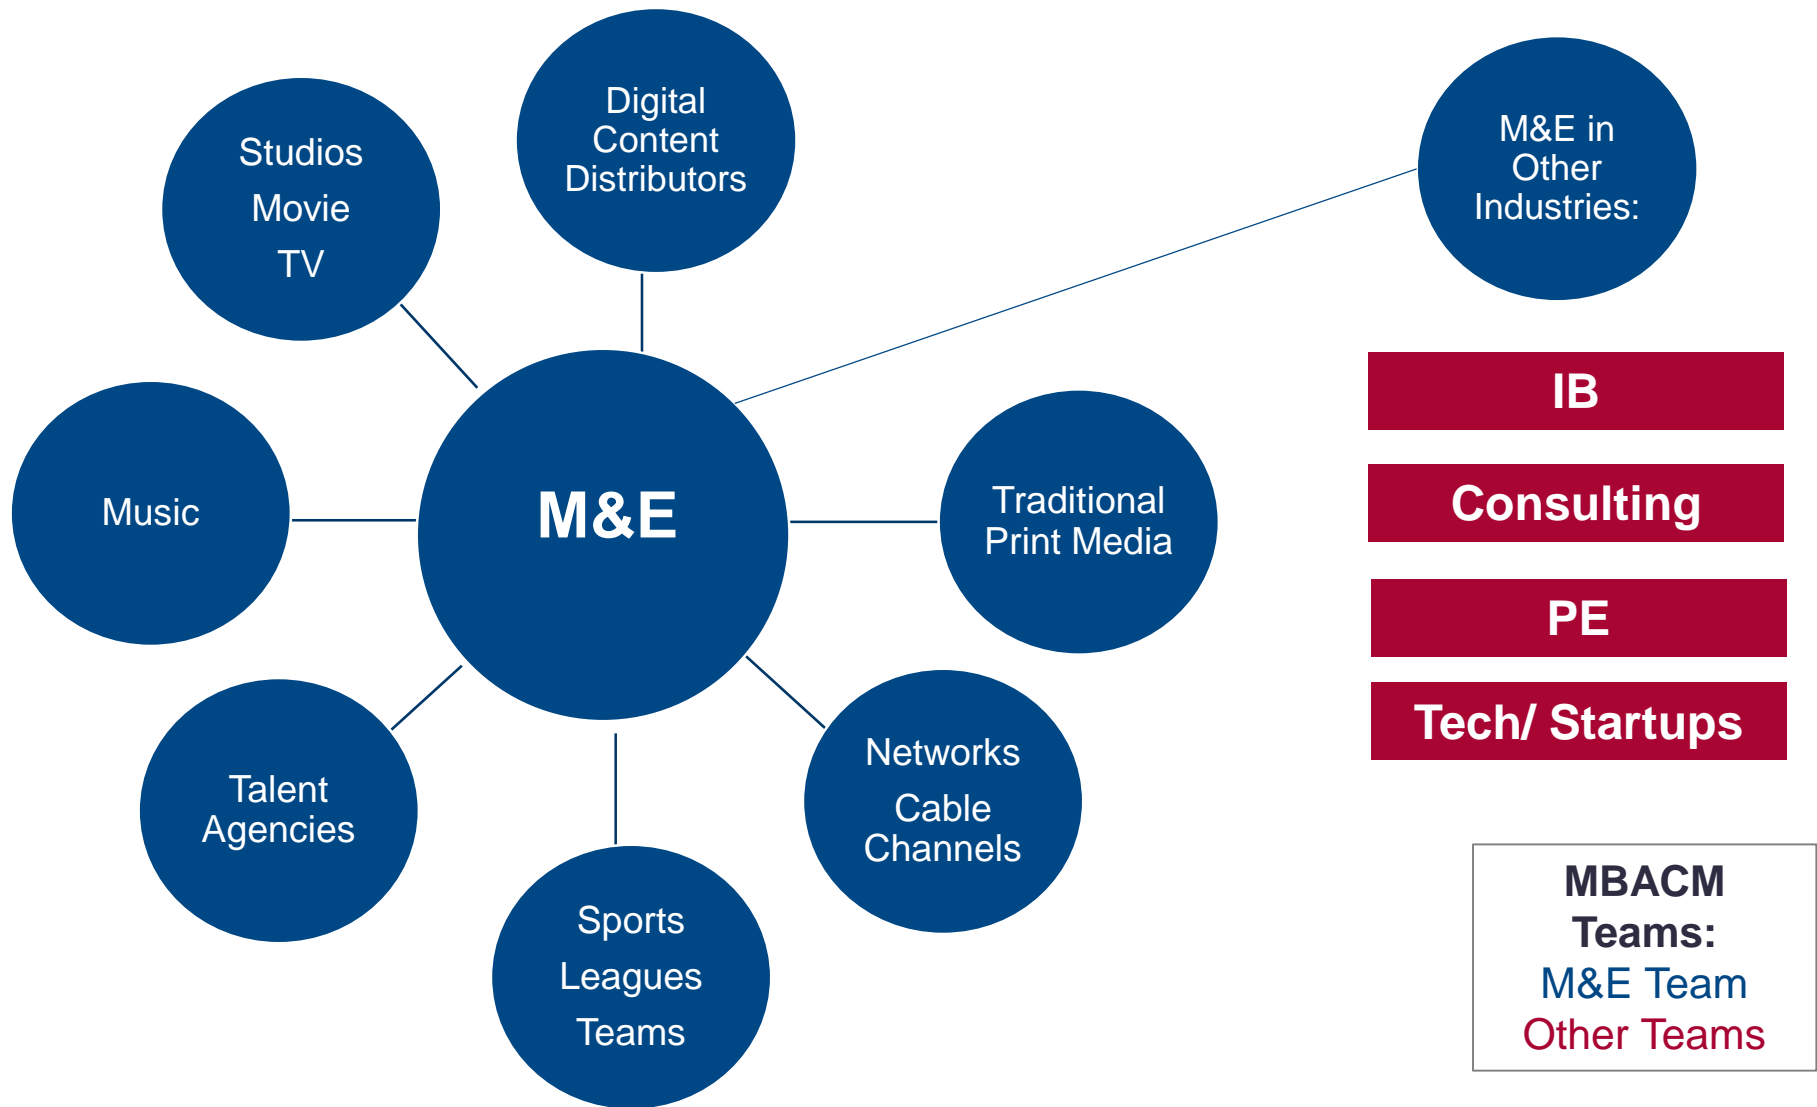 Digital
Content
Distributors
Studios
Movie
TV
M&E in
Other
Industries:
Music
M&E
Traditional
Print Media
IB
Consulting
PE
Tech/ Startups
Talent
Agencies
Networks
Cable
Channels
Sports
Leagues
Teams
MBACM
Teams:
M&E Team
Other Teams